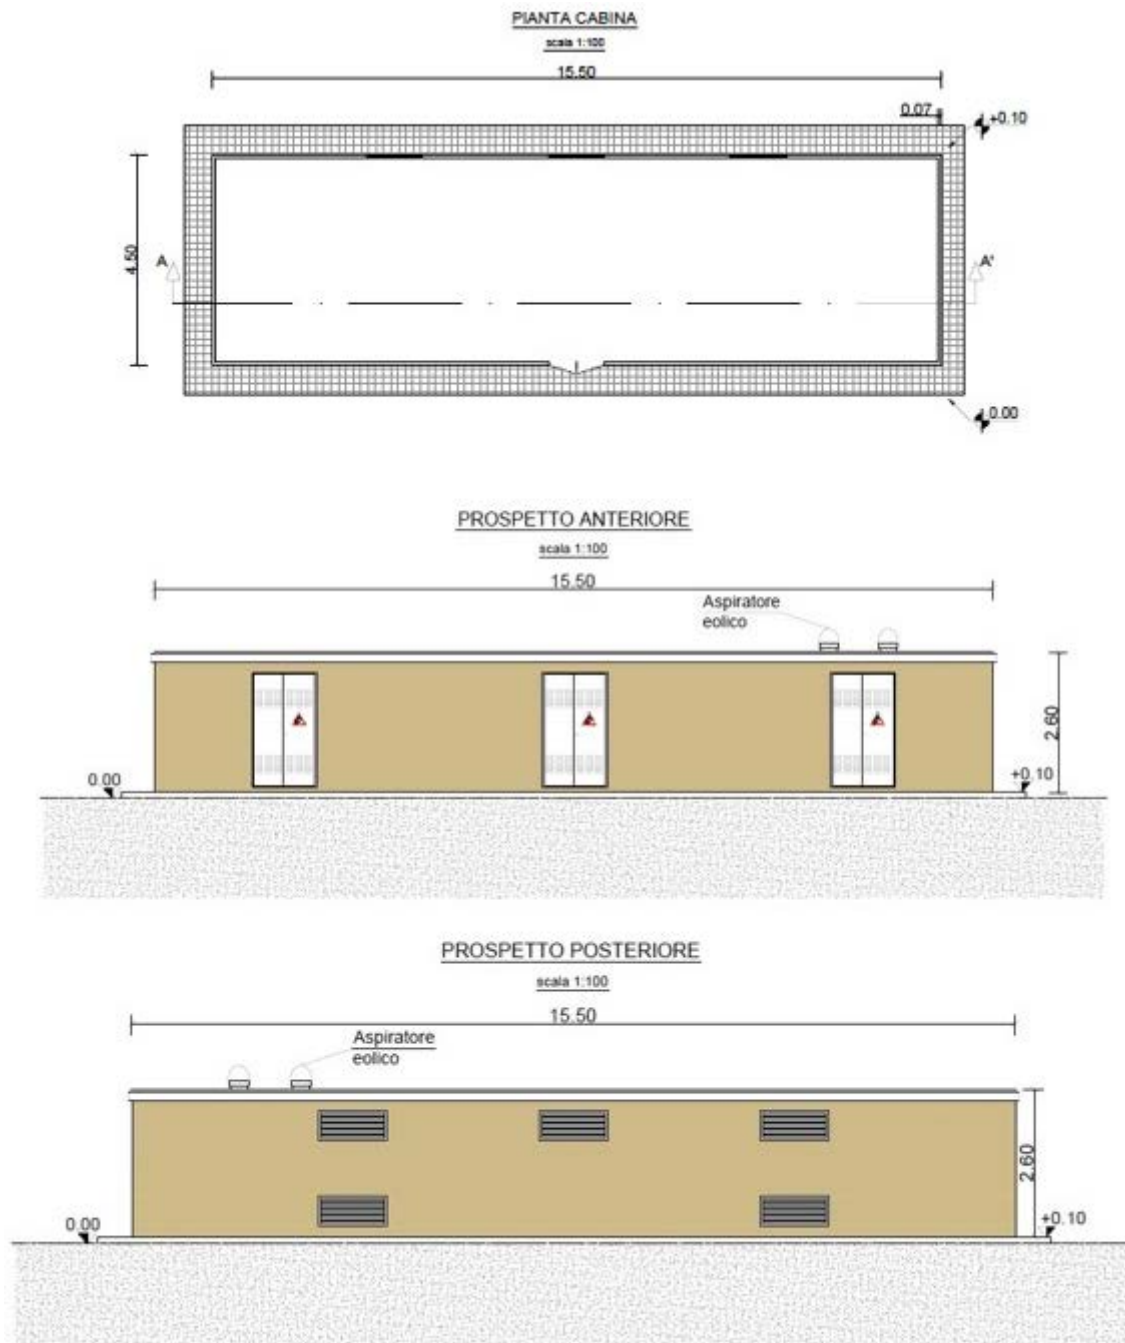 PIANTA CABINA
scala 1:100
15.50
0.07
+0.10
4.50
A
A'
0.00
PROSPETTO ANTERIORE
scala 1:100
15.50
Aspiratore
eolico
2.60
0.00
+0.10
PROSPETTO POSTERIORE
scala 1:100
15.50
Aspiratore
eolico
2.60
0.00
+0.10